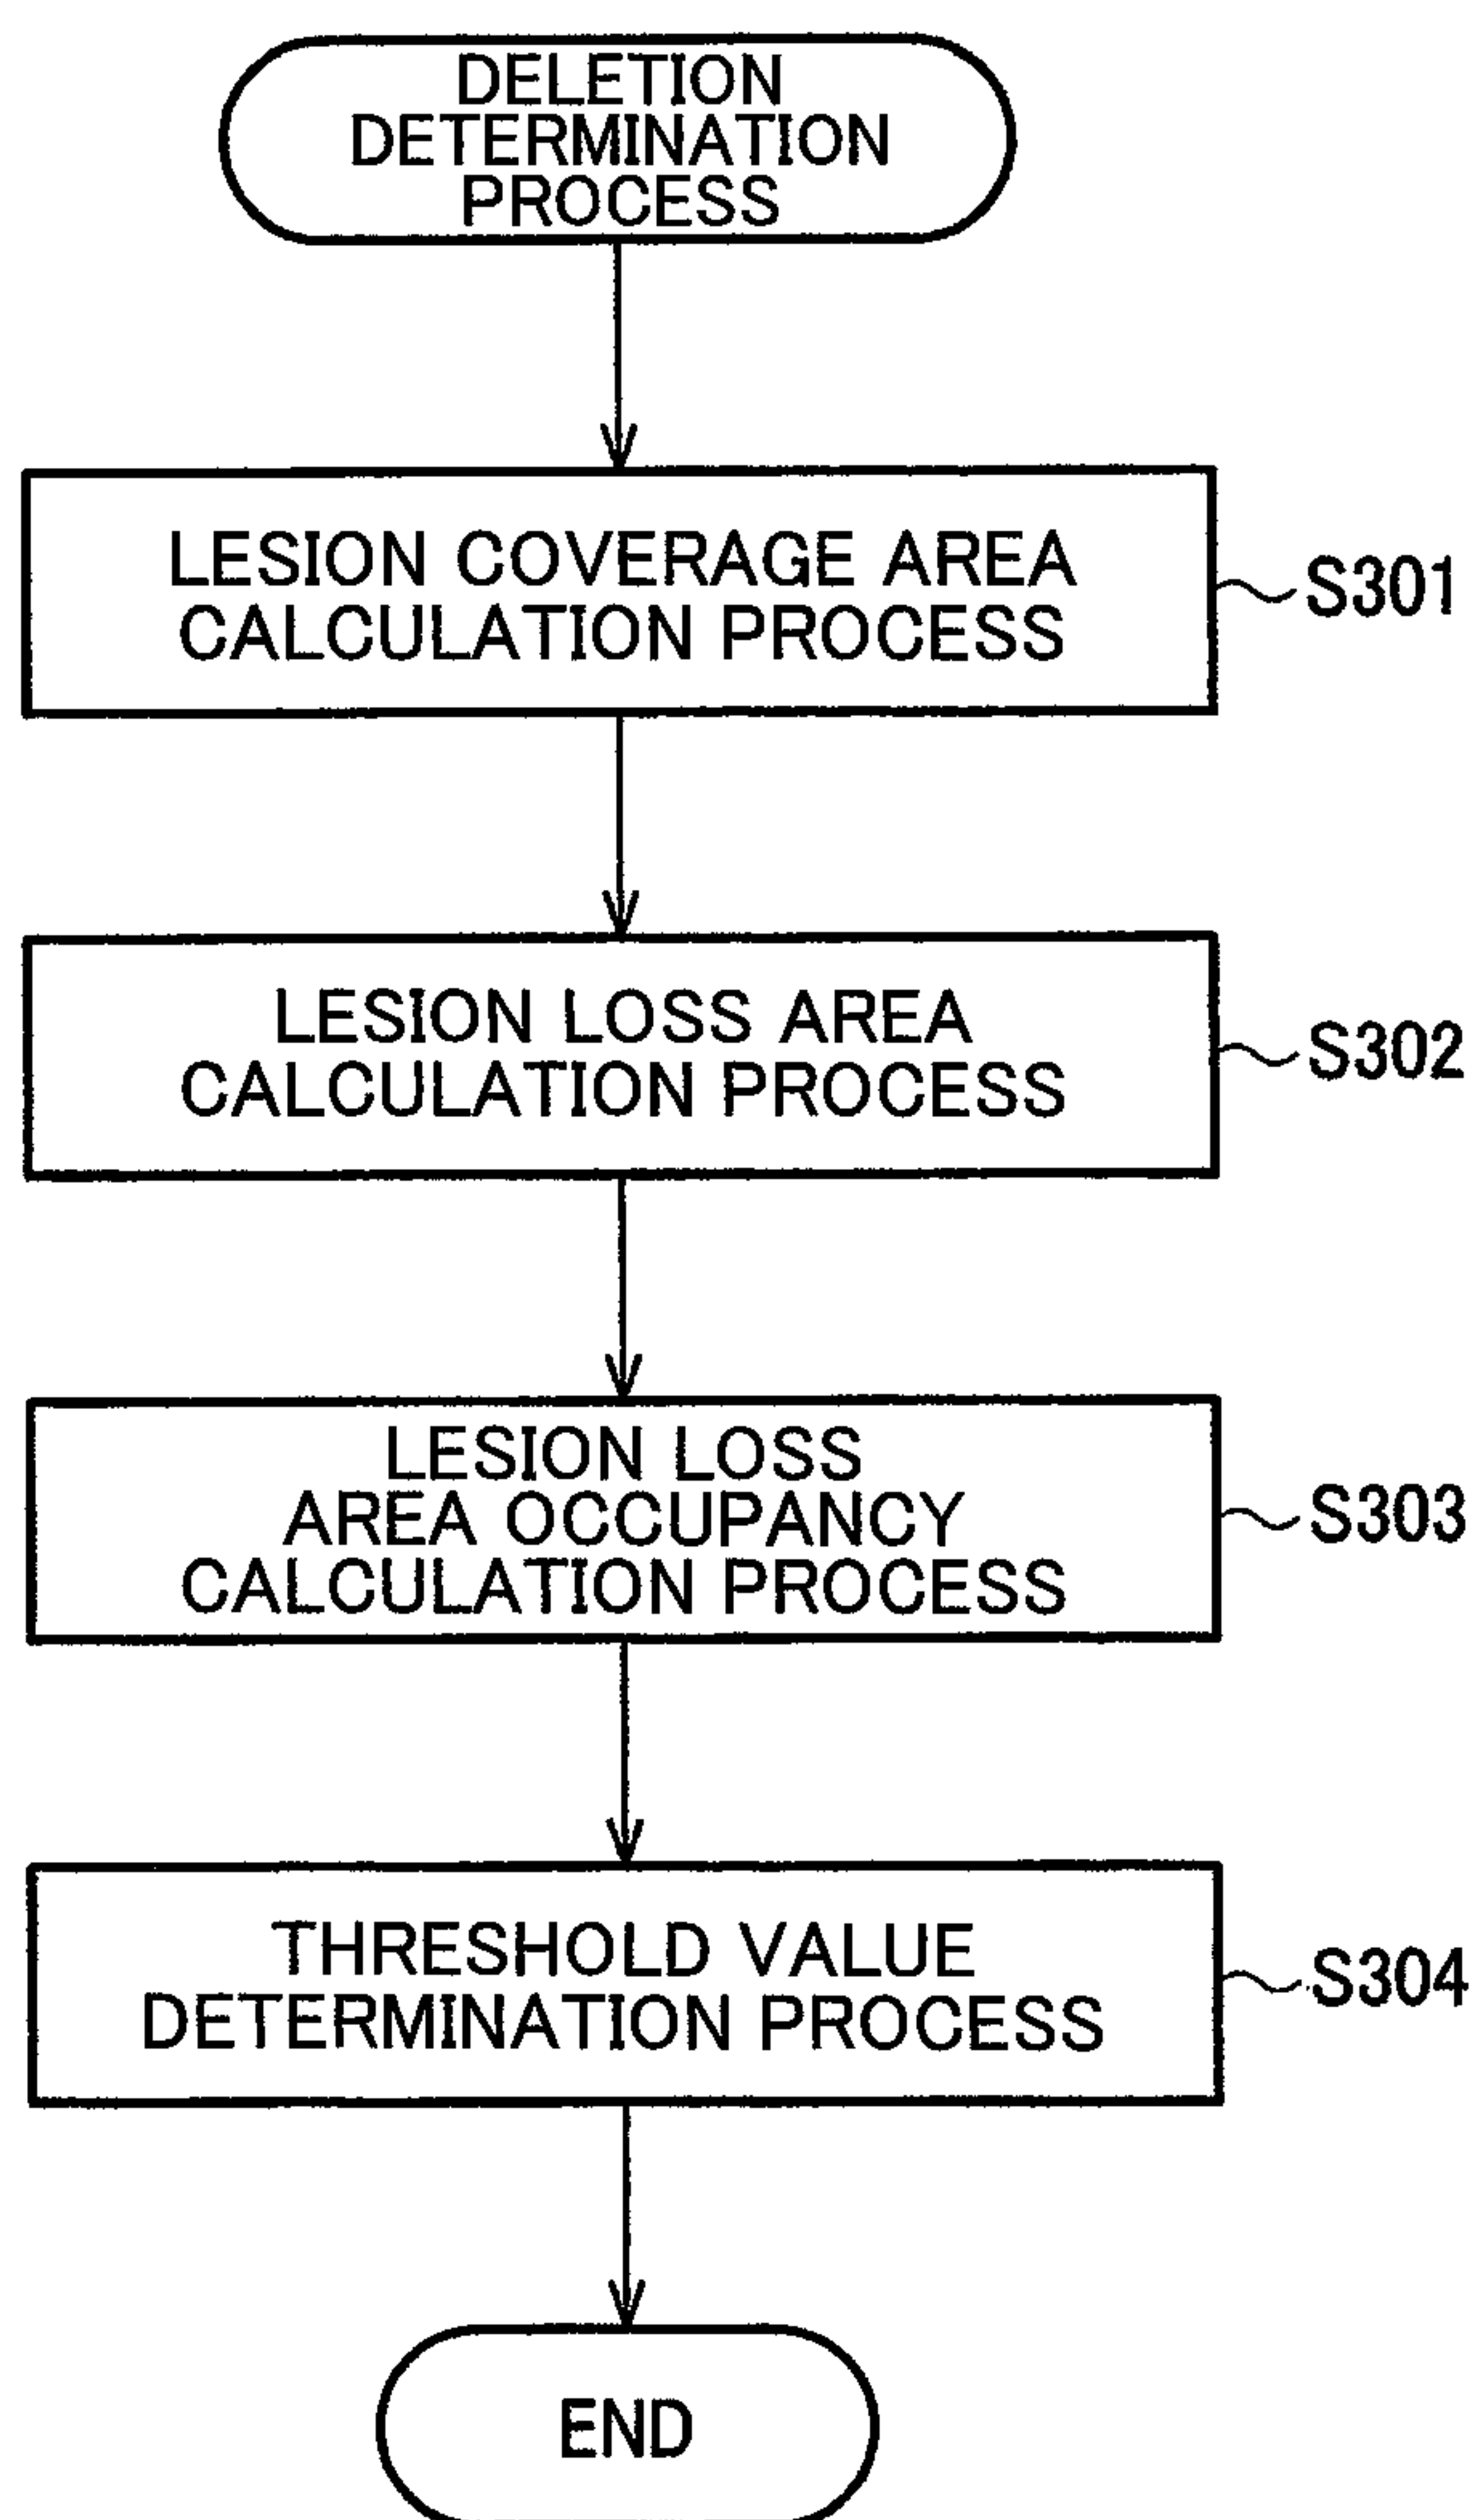 DELETION
DETERMINATION
PROCESS
LESION COVERAGE AREA
CALCULATION PROCESS
S301
LESION LOSS AREA
CALCULATION PROCESS
S302
LESION LOSS
AREA OCCUPANCY
CALCULATION PROCESS
S303
THRESHOLD VALUE
DETERMINATION PROCESS
S304
END